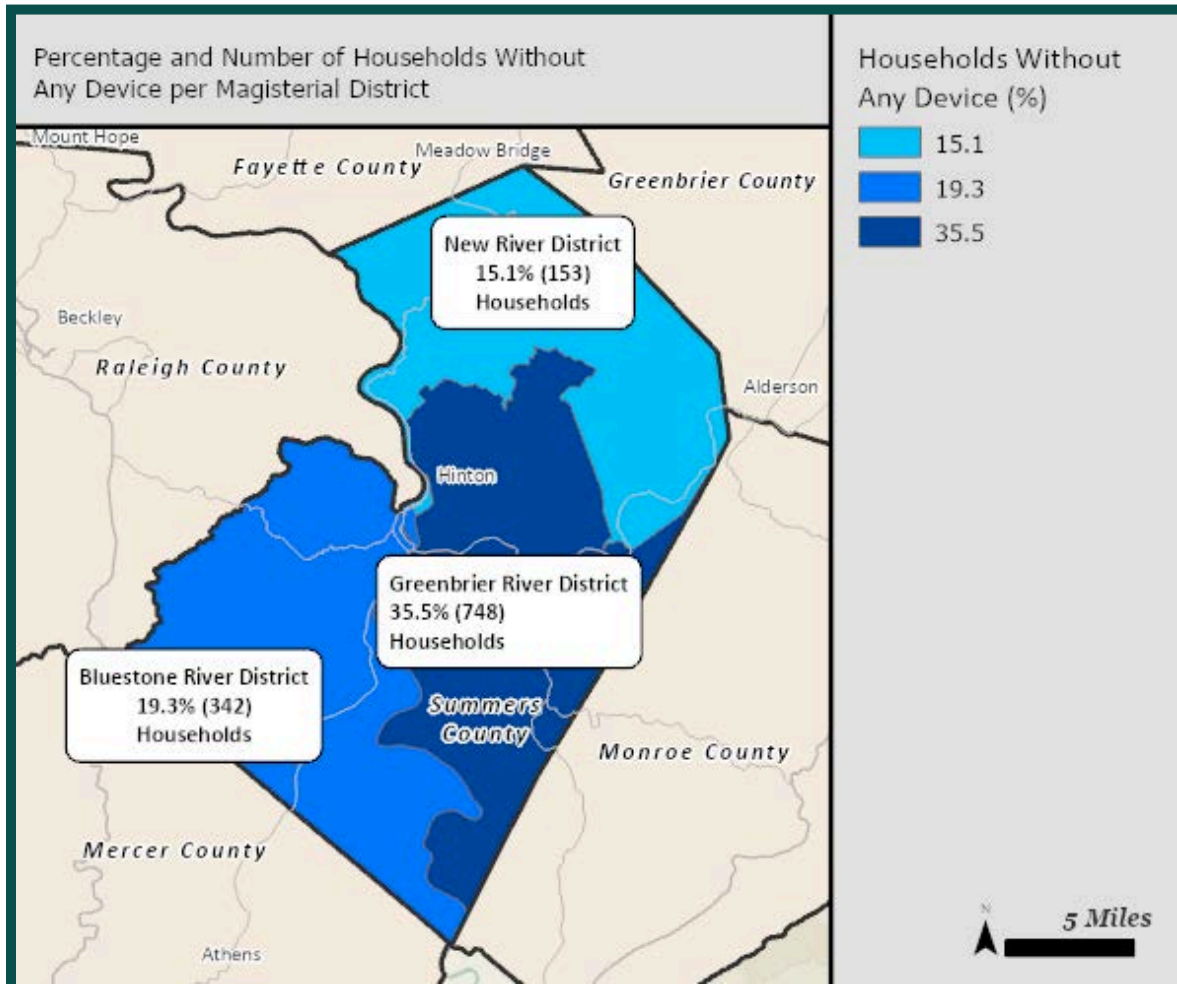 Percentage and Number of Households Without
Any Device per Magisterial District
Households Without
Any Device (%)
15.1
19.3
35.5
Mount Hope
Fayette County
Meadow Bridge
Greenbrier County
New River District
15.1% (153)
Households
Beckley
Raleigh County
Alderson
Hinton
Greenbrier River District
35.5% (748)
Households
Bluestone River District
19.3% (342)
Households
Summers
County
Monroe County
Mercer County
Athens
N
5 Miles